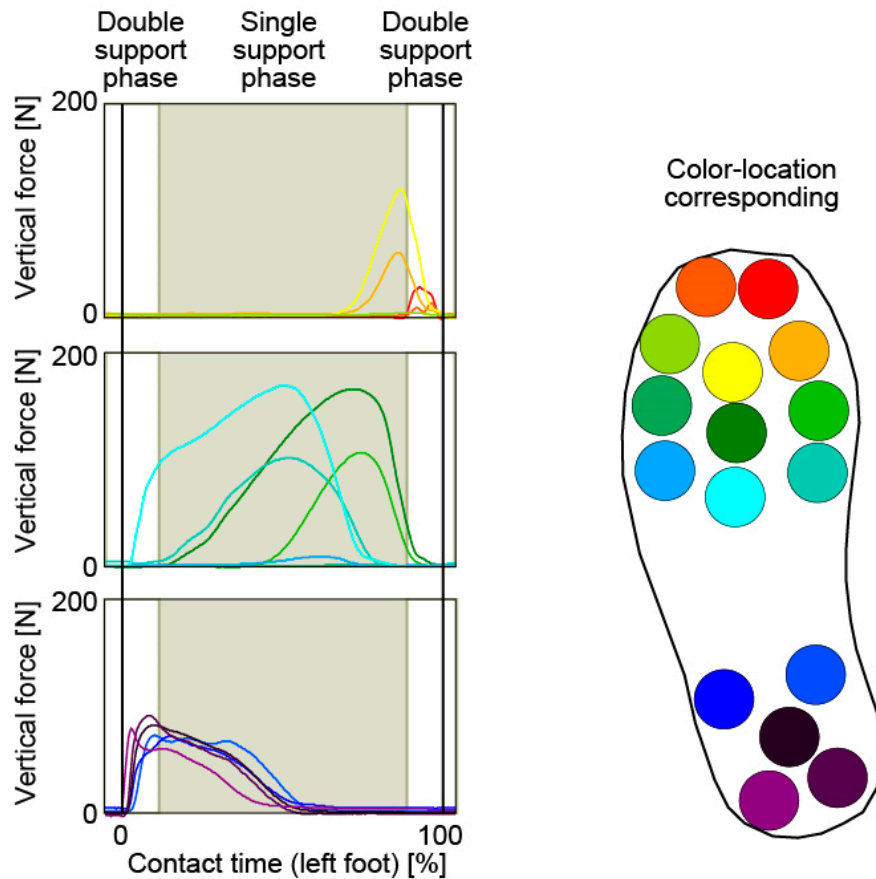 Double support phase
Single support phase
Double support phase
200
Vertical force [N]
0
200
Vertical force [N]
0
200
Vertical force [N]
0
0
100
Contact time (left foot) [%]
Color-location
corresponding